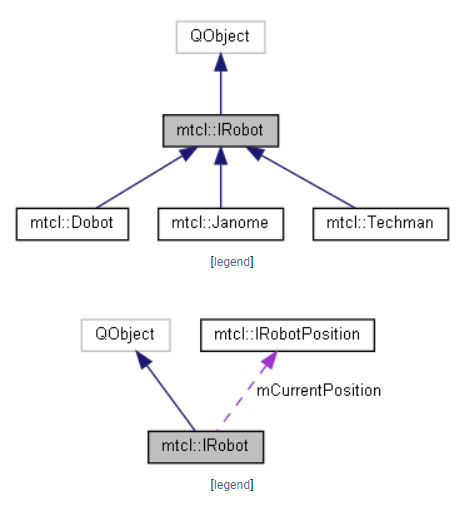 QObject
mtcl::IRobot
mtcl::Dobot mtcl::Janome mtcl::Techman
[legend]
QObject mtcl::IRobotPosition
mCurrentPosition
mtcl::IRobot
[legend]